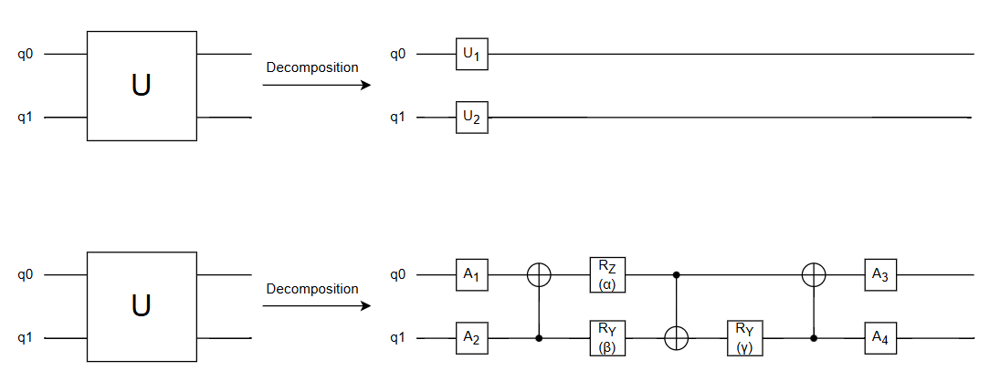 q0
U
Decomposition
q0
U1
q1
q1
U2
q0
U
Decomposition
q0
A1
RZ
(α)
A3
q1
q1
A2
RY
(β)
RY
(γ)
A4